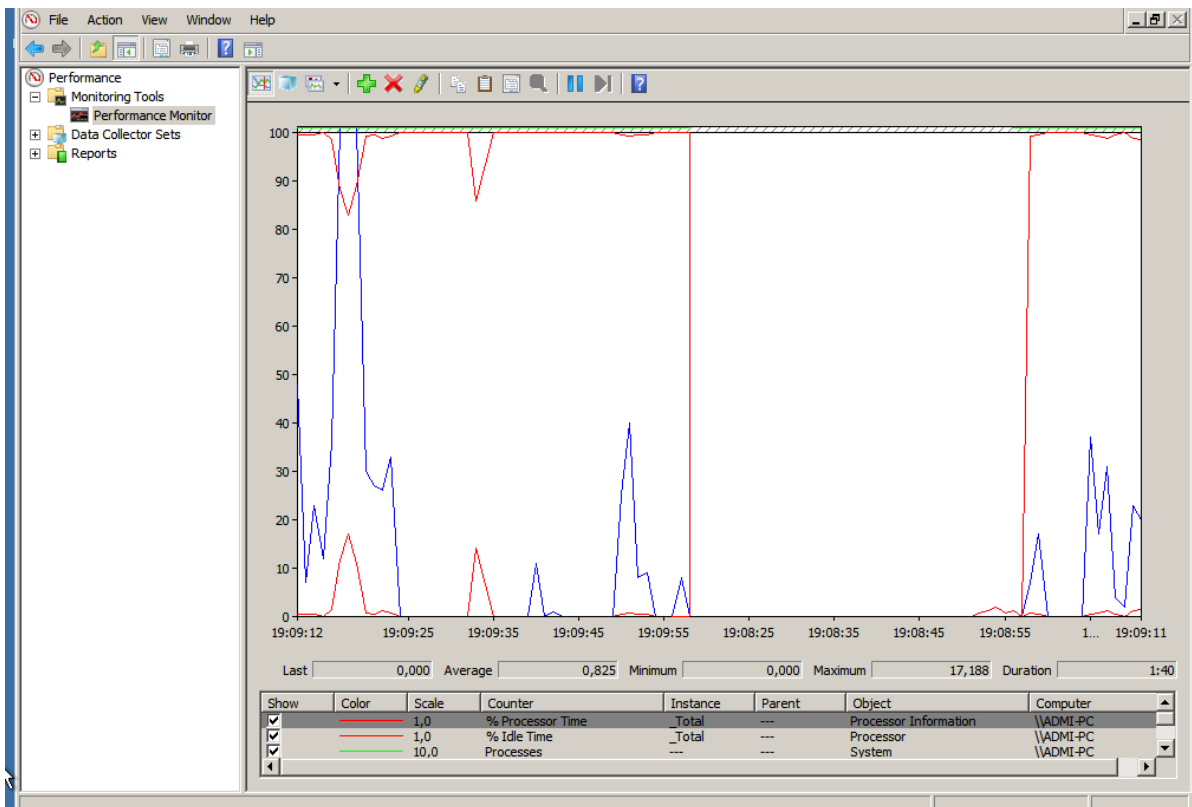 File Action View Window Help
Performance
Monitoring Tools
Performance Monitor
Data Collector Sets
Reports
100
90
80
70
60
50
40
30
20
10
0
19:09:12 19:09:25 19:09:35 19:09:45 19:09:55 19:08:25 19:08:35 19:08:45 19:08:55 1... 19:09:11
Last 0,000 Average 0,825 Minimum 0,000 Maximum 17,188 Duration 1:40
Show Color Scale Counter Instance Parent Object Computer
1,0 % Processor Time _Total --- Processor Information \\ADMI-PC
1,0 % Idle Time _Total --- Processor \\ADMI-PC
10,0 Processes --- --- System \\ADMI-PC